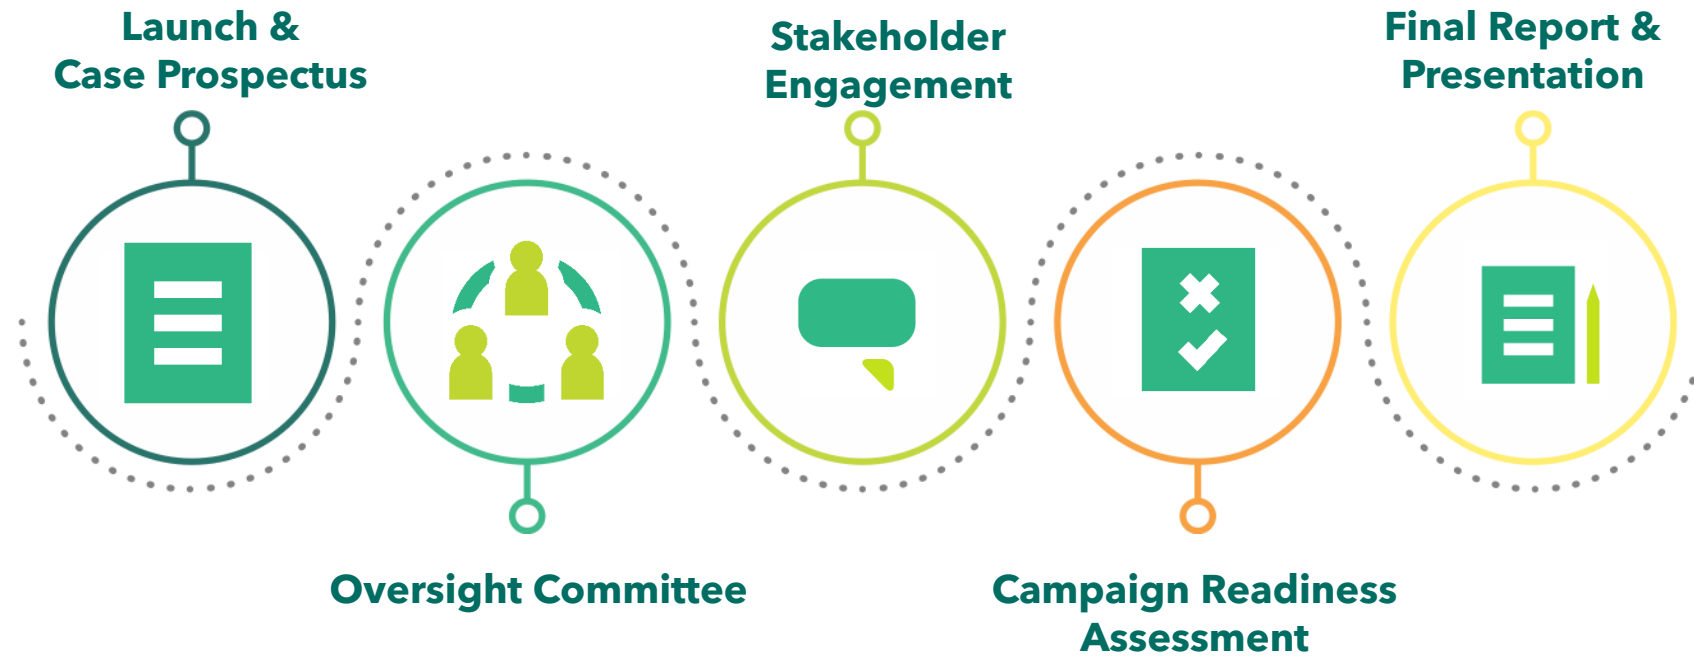 Launch &
Case Prospectus
Oversight Committee
Stakeholder
Engagement
Campaign Readiness
Assessment
Final Report &
Presentation